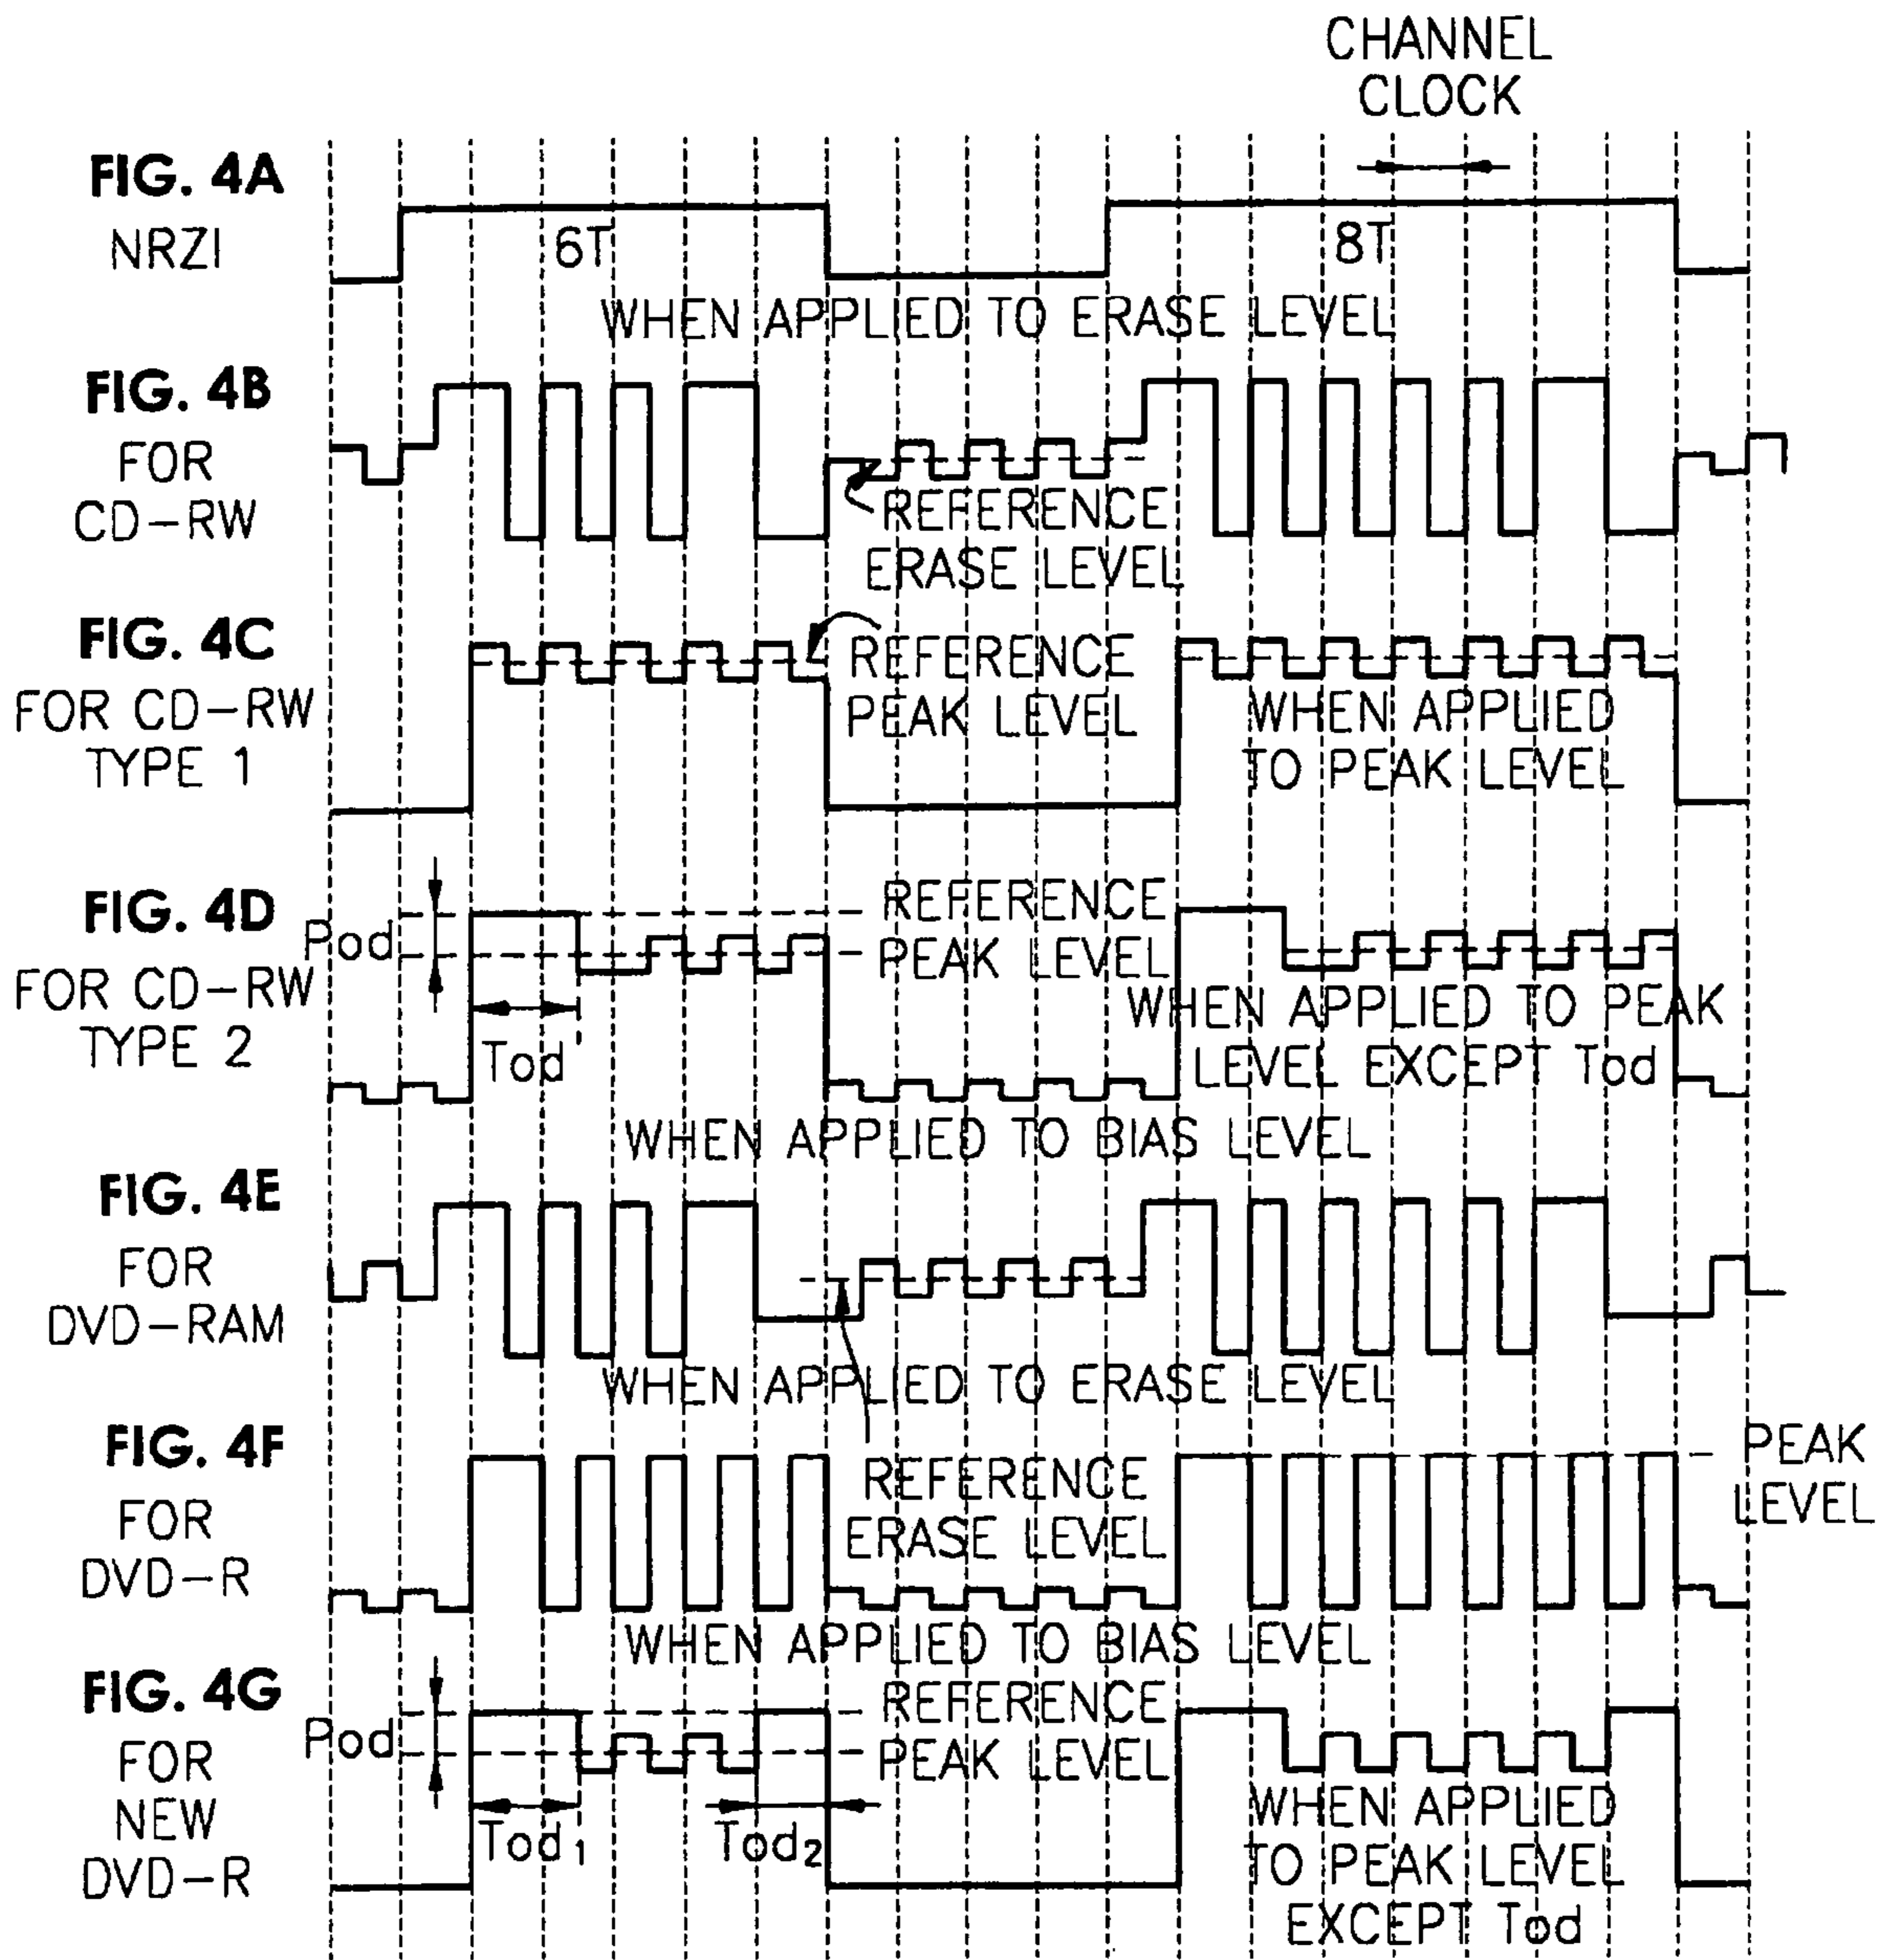 CHANNEL
CLOCK
FIG. 4A
NRZI
6T
8T
WHEN APPLIED TO ERASE LEVEL
FIG. 4B
FOR
CD-RW
REFERENCE
ERASE LEVEL
FIG. 4C
FOR CD-RW
TYPE 1
REFERENCE
PEAK LEVEL
WHEN APPLIED
TO PEAK LEVEL
FIG. 4D
Pod
FOR CD-RW
TYPE 2
Tod
REFERENCE
PEAK LEVEL
WHEN APPLIED TO PEAK
LEVEL EXCEPT Tod
WHEN APPLIED TO BIAS LEVEL
FIG. 4E
FOR
DVD-RAM
WHEN APPLIED TO ERASE LEVEL
FIG. 4F
FOR
DVD-R
REFERENCE
ERASE LEVEL
PEAK
LEVEL
WHEN APPLIED TO BIAS LEVEL
FIG. 4G
Pod
FOR
NEW
DVD-R
Tod1
Tod2
REFERENCE
PEAK LEVEL
WHEN APPLIED
TO PEAK LEVEL
EXCEPT Tod